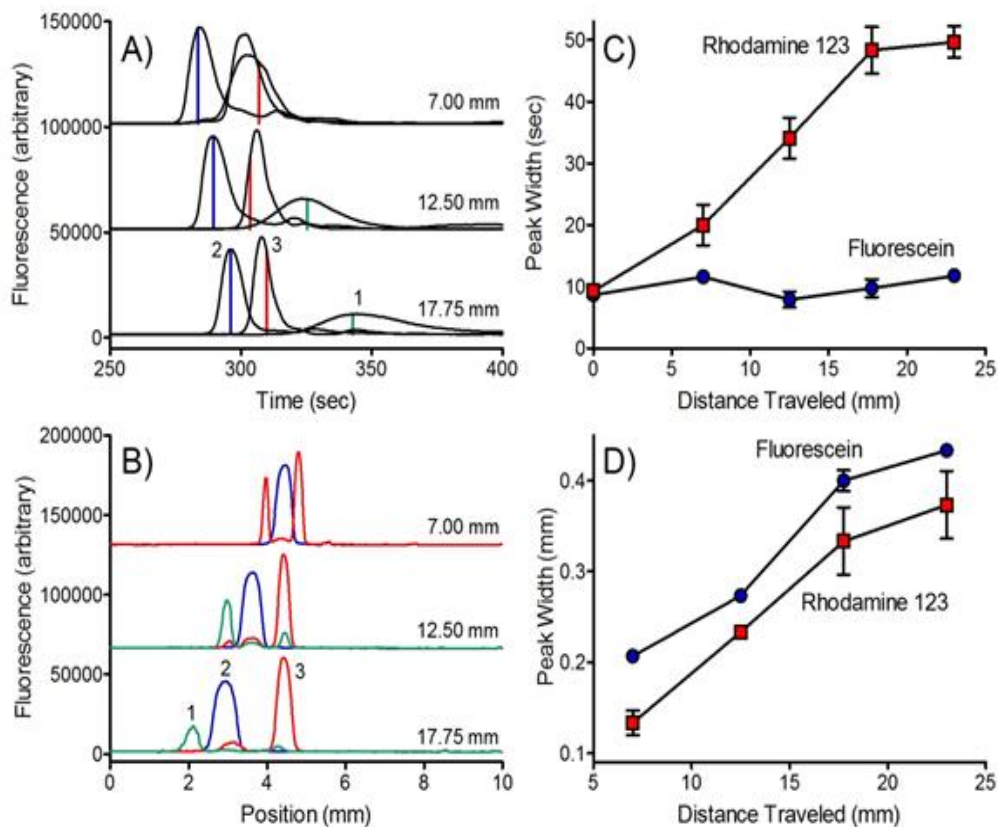 A)
Fluorescence (arbitrary)
150000
100000
50000
0
7.00 mm
12.50 mm
2 3
1
17.75 mm
250 300 350 400
Time (sec)
C)
Peak Width (sec)
50
40
30
20
10
0
Rhodamine 123
Fluorescein
0 5 10 15 20 25
Distance Traveled (mm)
B)
Fluorescence (arbitrary)
200000
150000
100000
50000
0
7.00 mm
12.50 mm
1 2 3
17.75 mm
0 2 4 6 8 10
Position (mm)
D)
Peak Width (mm)
0.4
0.3
0.2
0.1
Fluorescein
Rhodamine 123
5 10 15 20 25
Distance Traveled (mm)